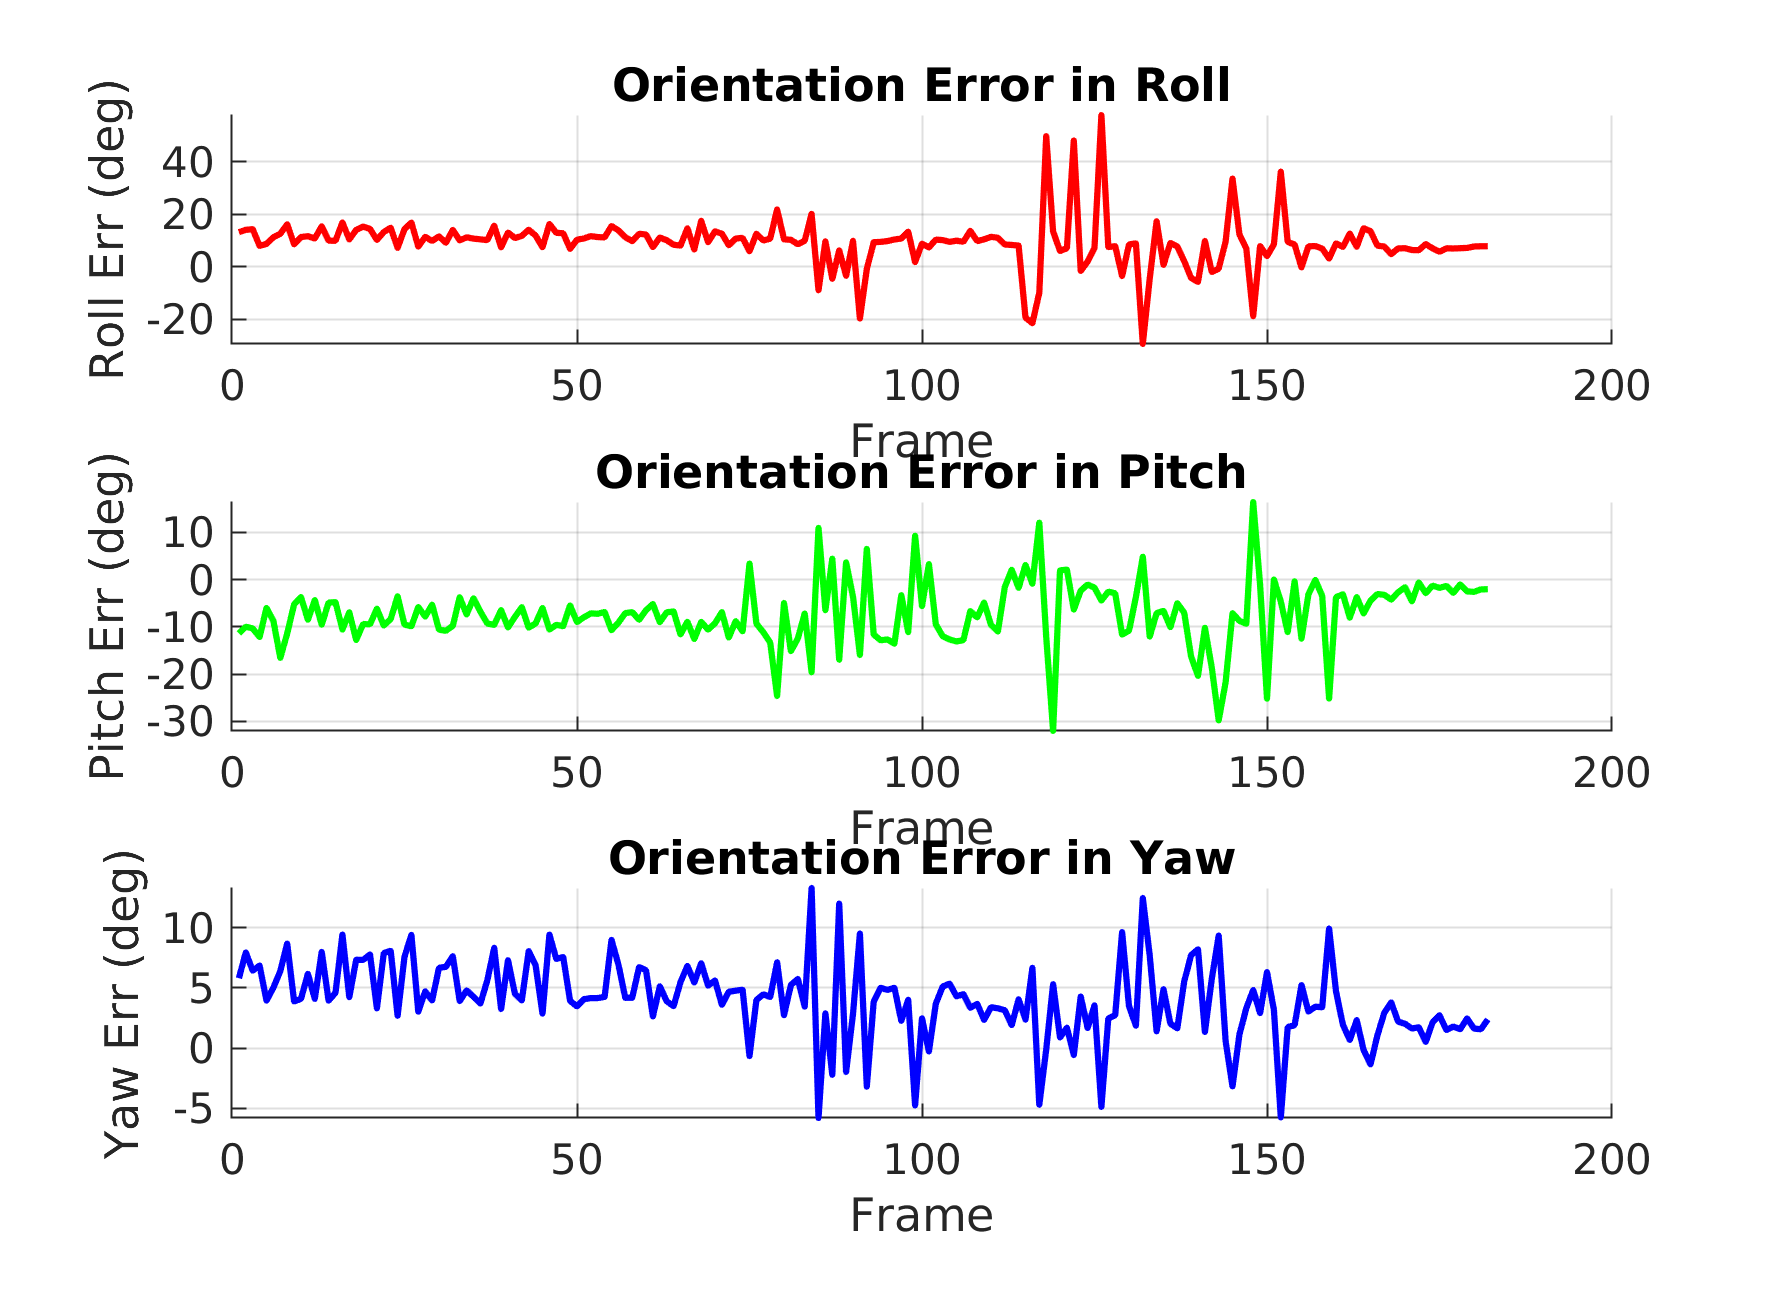 Orientation Error in Roll
Roll Err (deg)
40
20
0
-20
0 50 100 150 200
Frame
Orientation Error in Pitch
Pitch Err (deg)
10
0
-10
-20
-30
0 50 100 150 200
Frame
Orientation Error in Yaw
Yaw Err (deg)
10
5
0
-5
0 50 100 150 200
Frame